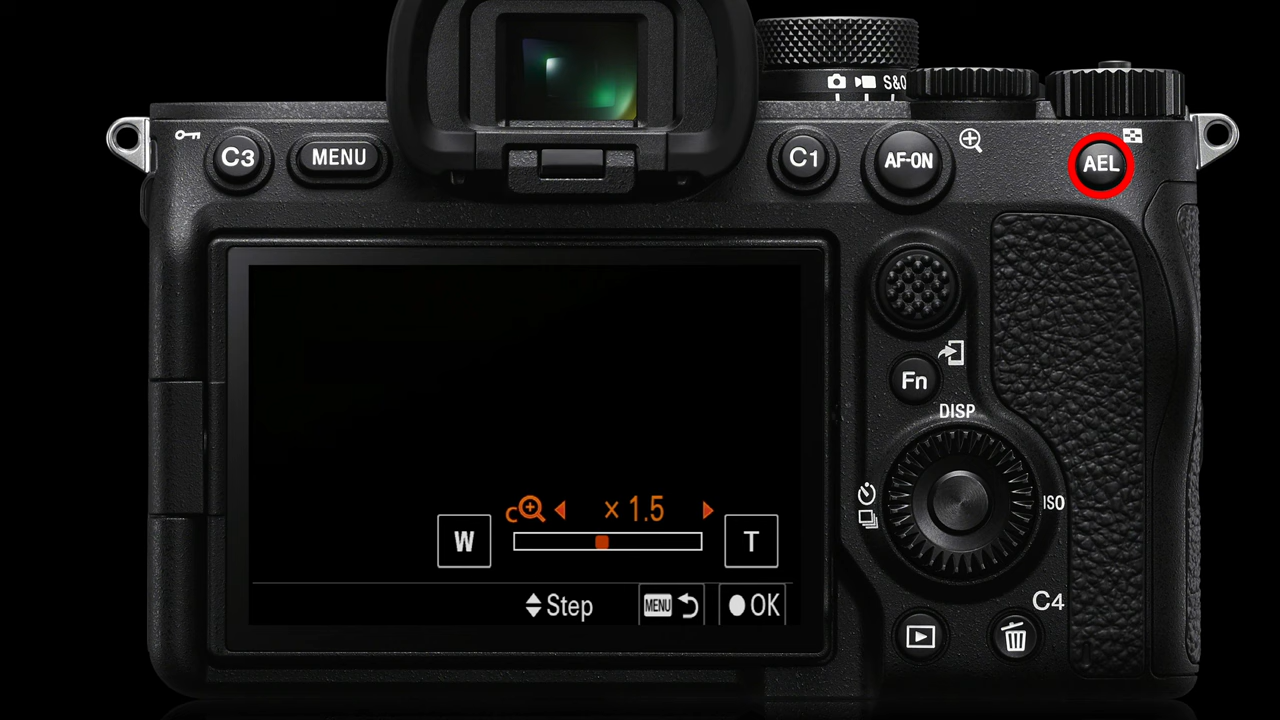 S&Q
C3
MENU
C1
AF-ON
AEL
Fn
DISP
ISO
c
× 1.5
W
T
Step
MENU
OK
C4